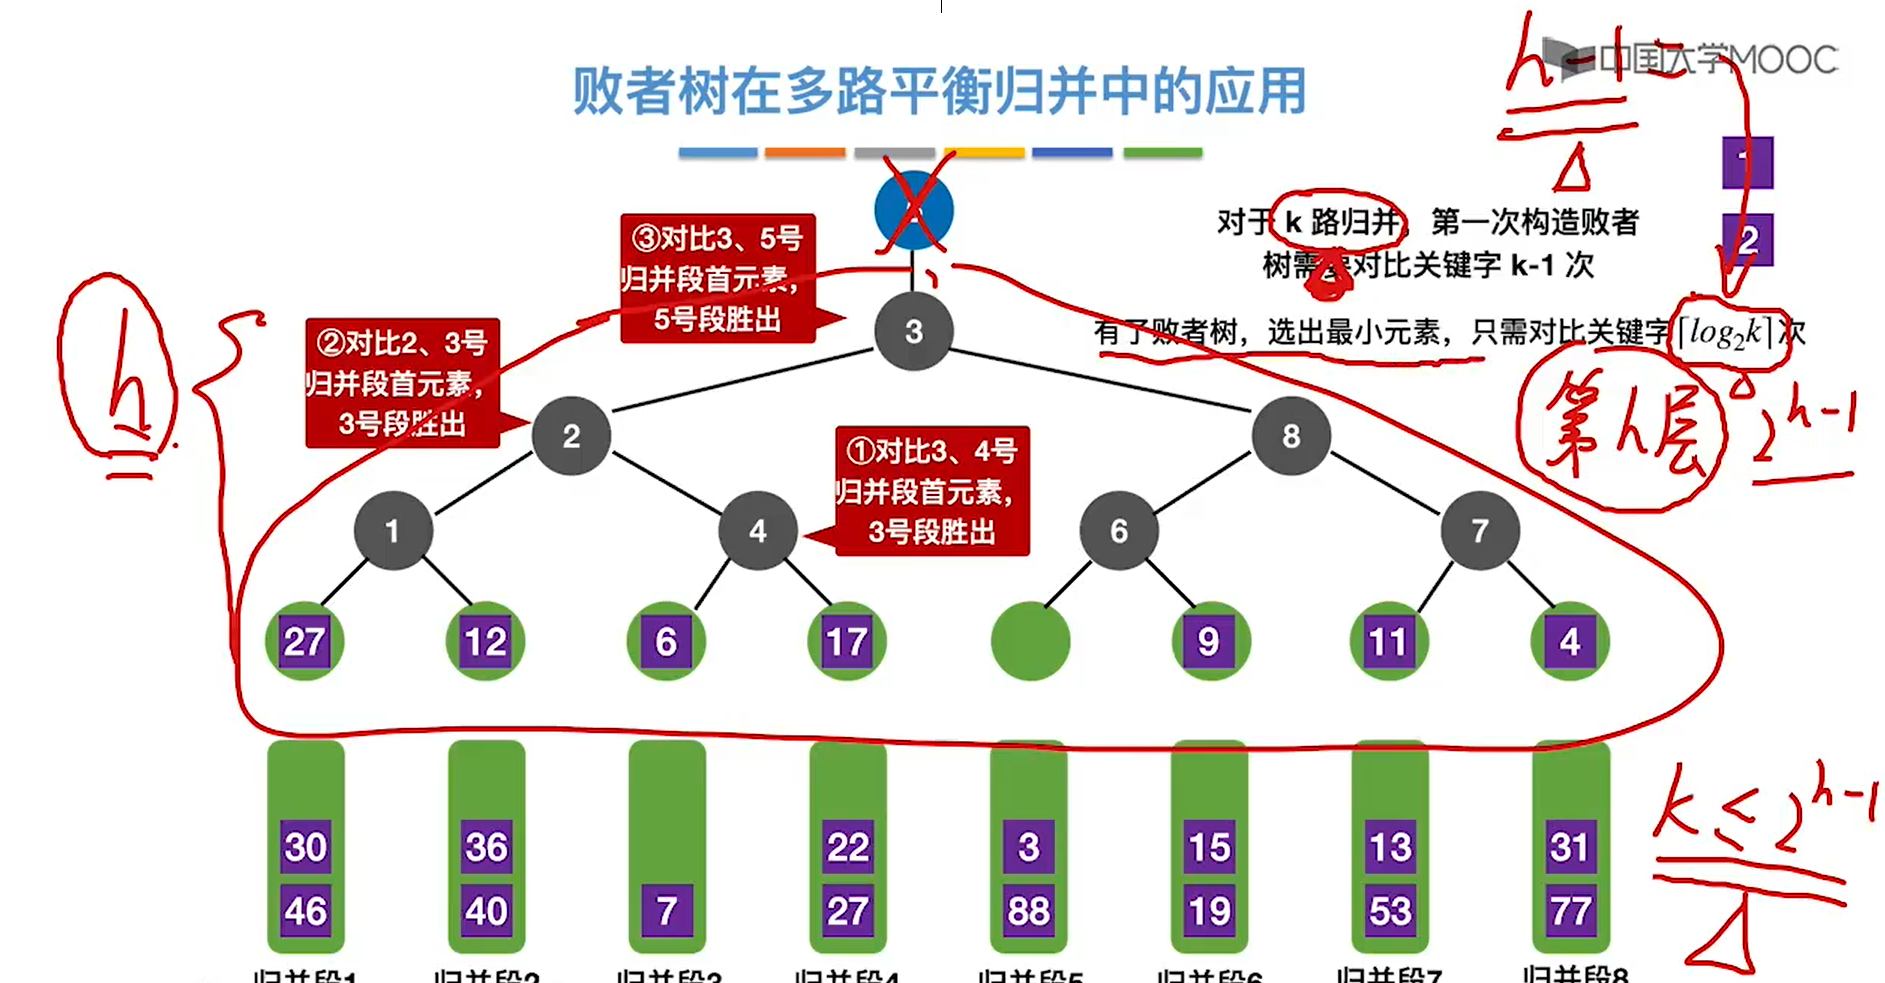 h-1=
中国大学MOOC
败者树在多路平衡归并中的应用
1
2
对于 k 路归并，第一次构造败者
树需要对比关键字 k-1 次
有了败者树，选出最小元素，只需对比关键字⌈log₂k⌉次
第h层 2^h-1
h
③对比3、5号
归并段首元素，
5号段胜出
3
②对比2、3号
归并段首元素，
3号段胜出
2
8
①对比3、4号
归并段首元素，
3号段胜出
1
4
6
7
27 12 6 17 9 11 4
30 36 22 3 15 13 31
46 40 7 27 88 19 53 77
k ≤ 2^h-1
归并段1 归并段2 归并段3 归并段4 归并段5 归并段6 归并段7 归并段8